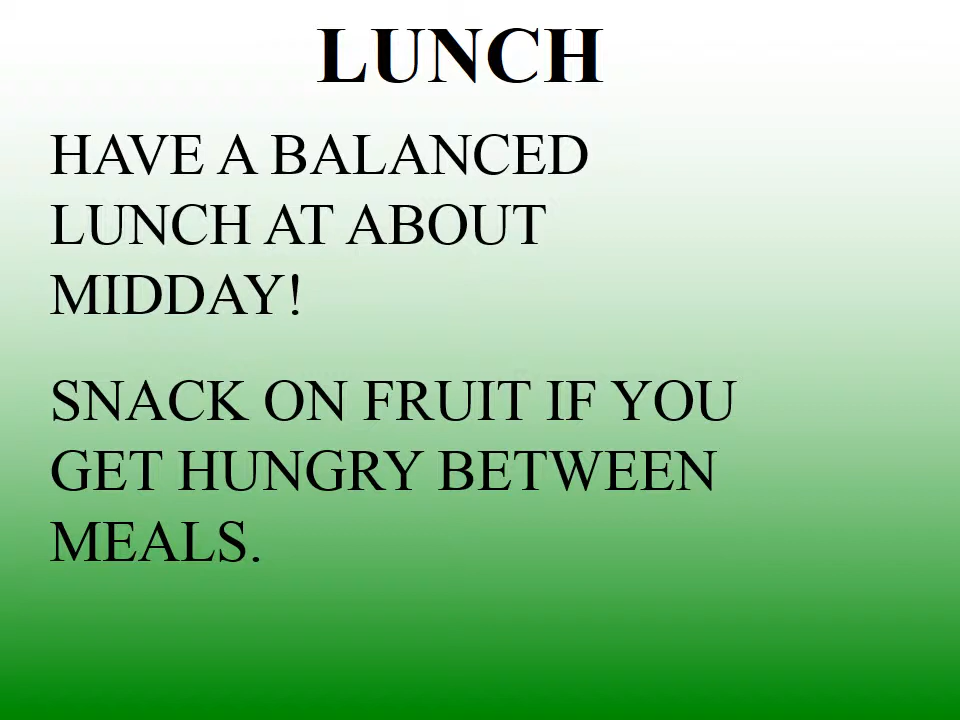 LUNCH
HAVE A BALANCED
LUNCH AT ABOUT
MIDDAY!
SNACK ON FRUIT IF YOU
GET HUNGRY BETWEEN
MEALS.